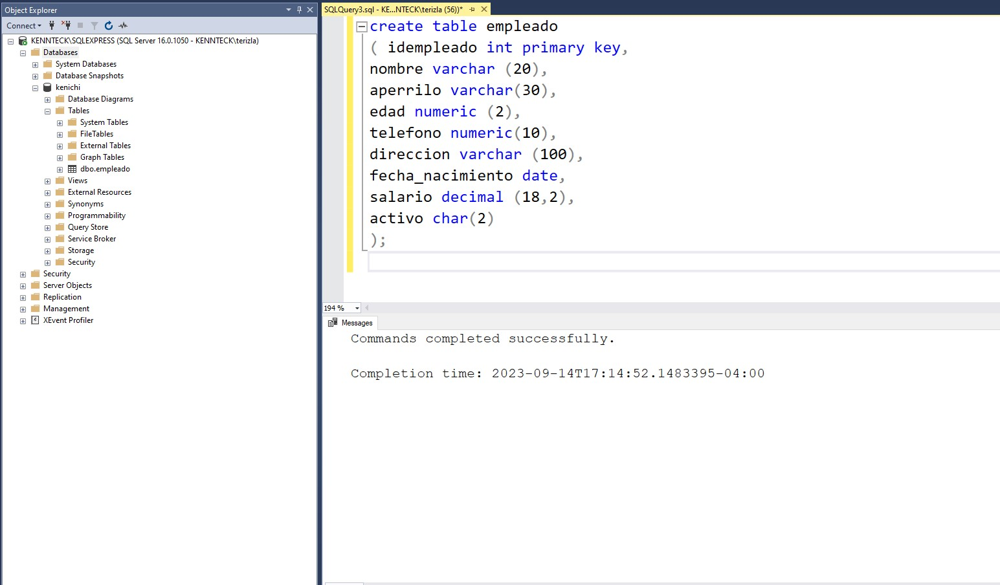 Object Explorer
Connect
KENNTECK\SQLEXPRESS (SQL Server 16.0.1050 - KENNTECK\terizla)
Databases
System Databases
Database Snapshots
kenichi
Database Diagrams
Tables
System Tables
FileTables
External Tables
Graph Tables
dbo.empleado
Views
External Resources
Synonyms
Programmability
Query Store
Service Broker
Storage
Security
Security
Server Objects
Replication
Management
XEvent Profiler
SQLQuery3.sql - KE...NTECK\terizla (56))*
create table empleado
( idempleado int primary key,
nombre varchar (20),
aperrilo varchar(30),
edad numeric (2),
telefono numeric(10),
direccion varchar (100),
fecha_nacimiento date,
salario decimal (18,2),
activo char(2)
);
194 %
Messages
Commands completed successfully.
Completion time: 2023-09-14T17:14:52.1483395-04:00